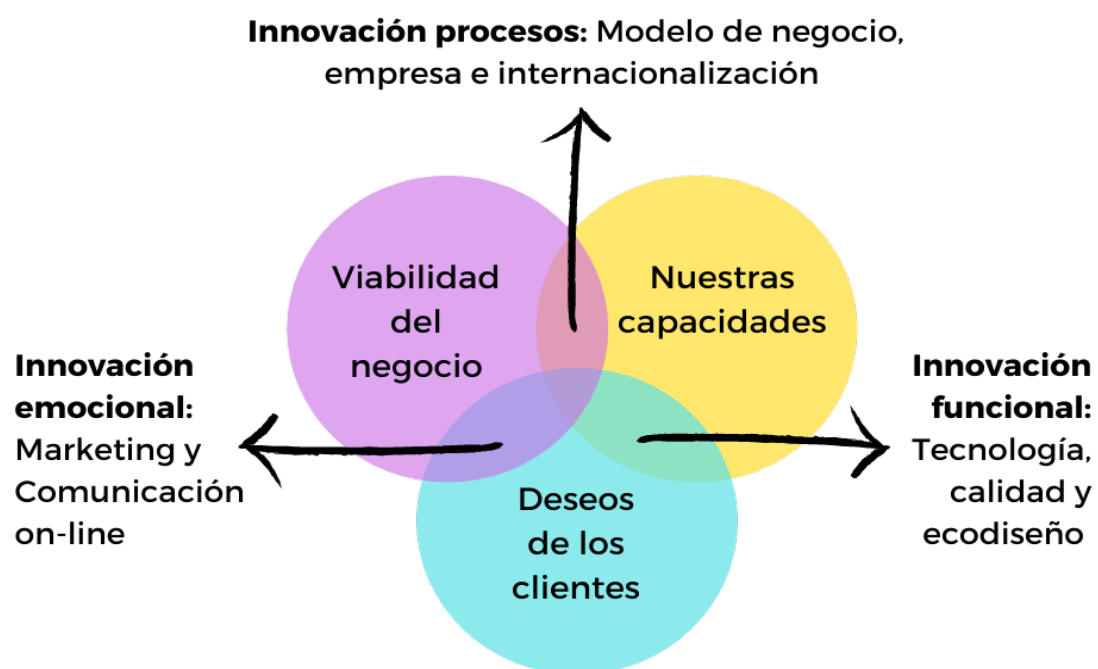 Innovación procesos: Modelo de negocio,
empresa e internacionalización
Viabilidad
del
negocio
Nuestras
capacidades
Innovación
emocional:
Marketing y
Comunicación
on-line
Innovación
funcional:
Tecnología,
calidad y
ecodiseño
Deseos
de los
clientes